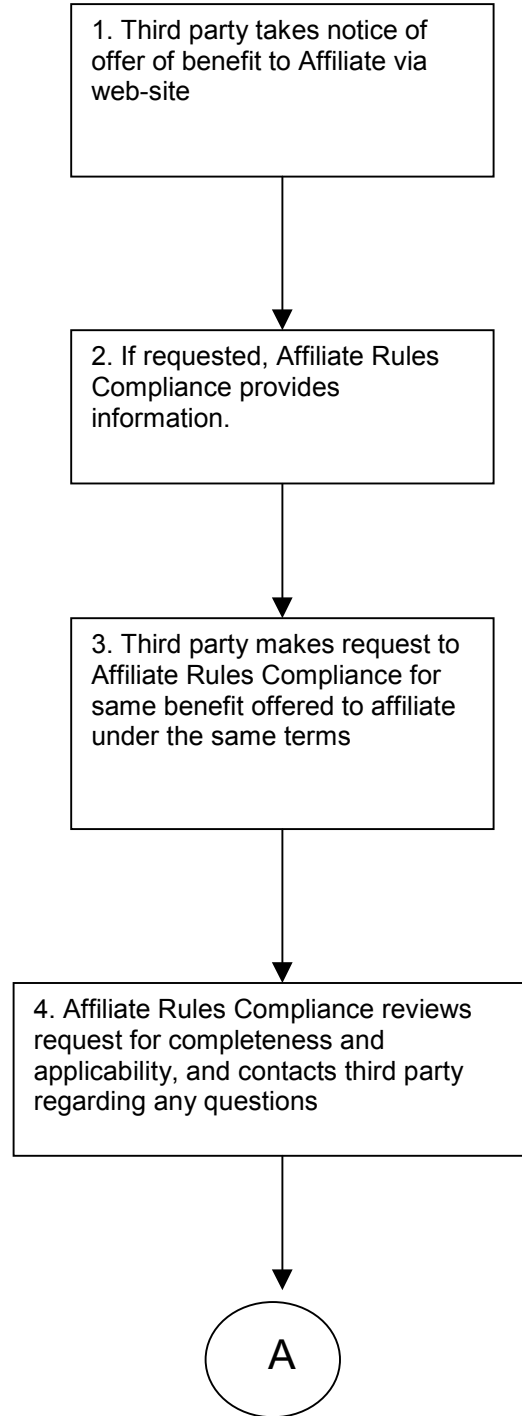 1. Third party takes notice of
offer of benefit to Affiliate via
web-site
2. If requested, Affiliate Rules
Compliance provides
information.
3. Third party makes request to
Affiliate Rules Compliance for
same benefit offered to affiliate
under the same terms
4. Affiliate Rules Compliance reviews
request for completeness and
applicability, and contacts third party
regarding any questions
A